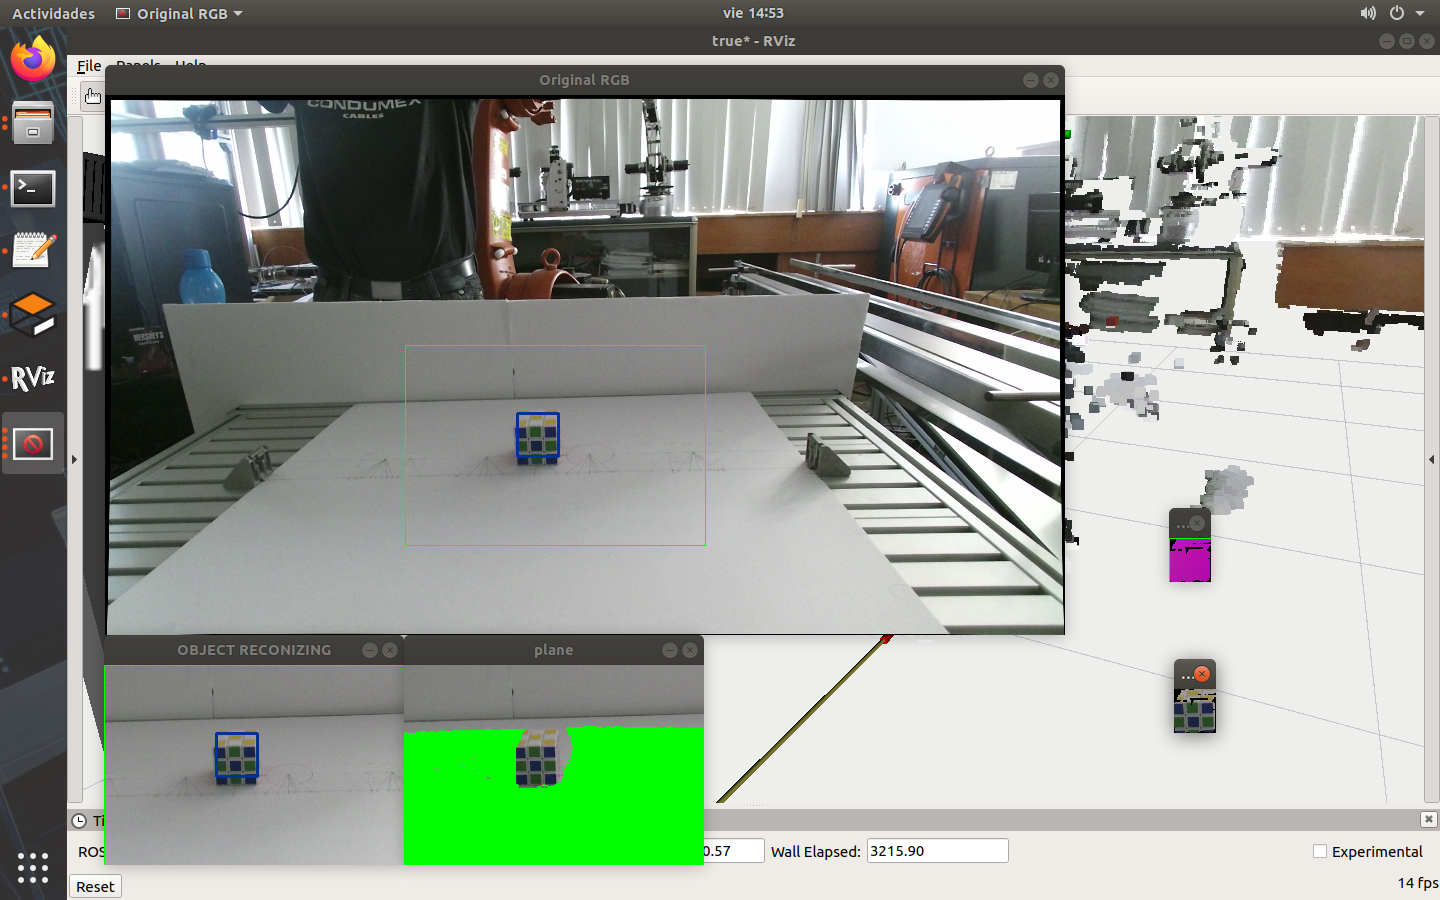 Actividades
Original RGB
vie 14:53
true* - RViz
File Panels Help
Original RGB
CONDUMEX
CABLES
HERSHEY'S
RViz
OBJECT RECONIZING
plane
...
...
ROS
0.57
Wall Elapsed:
3215.90
Experimental
Reset
14 fps